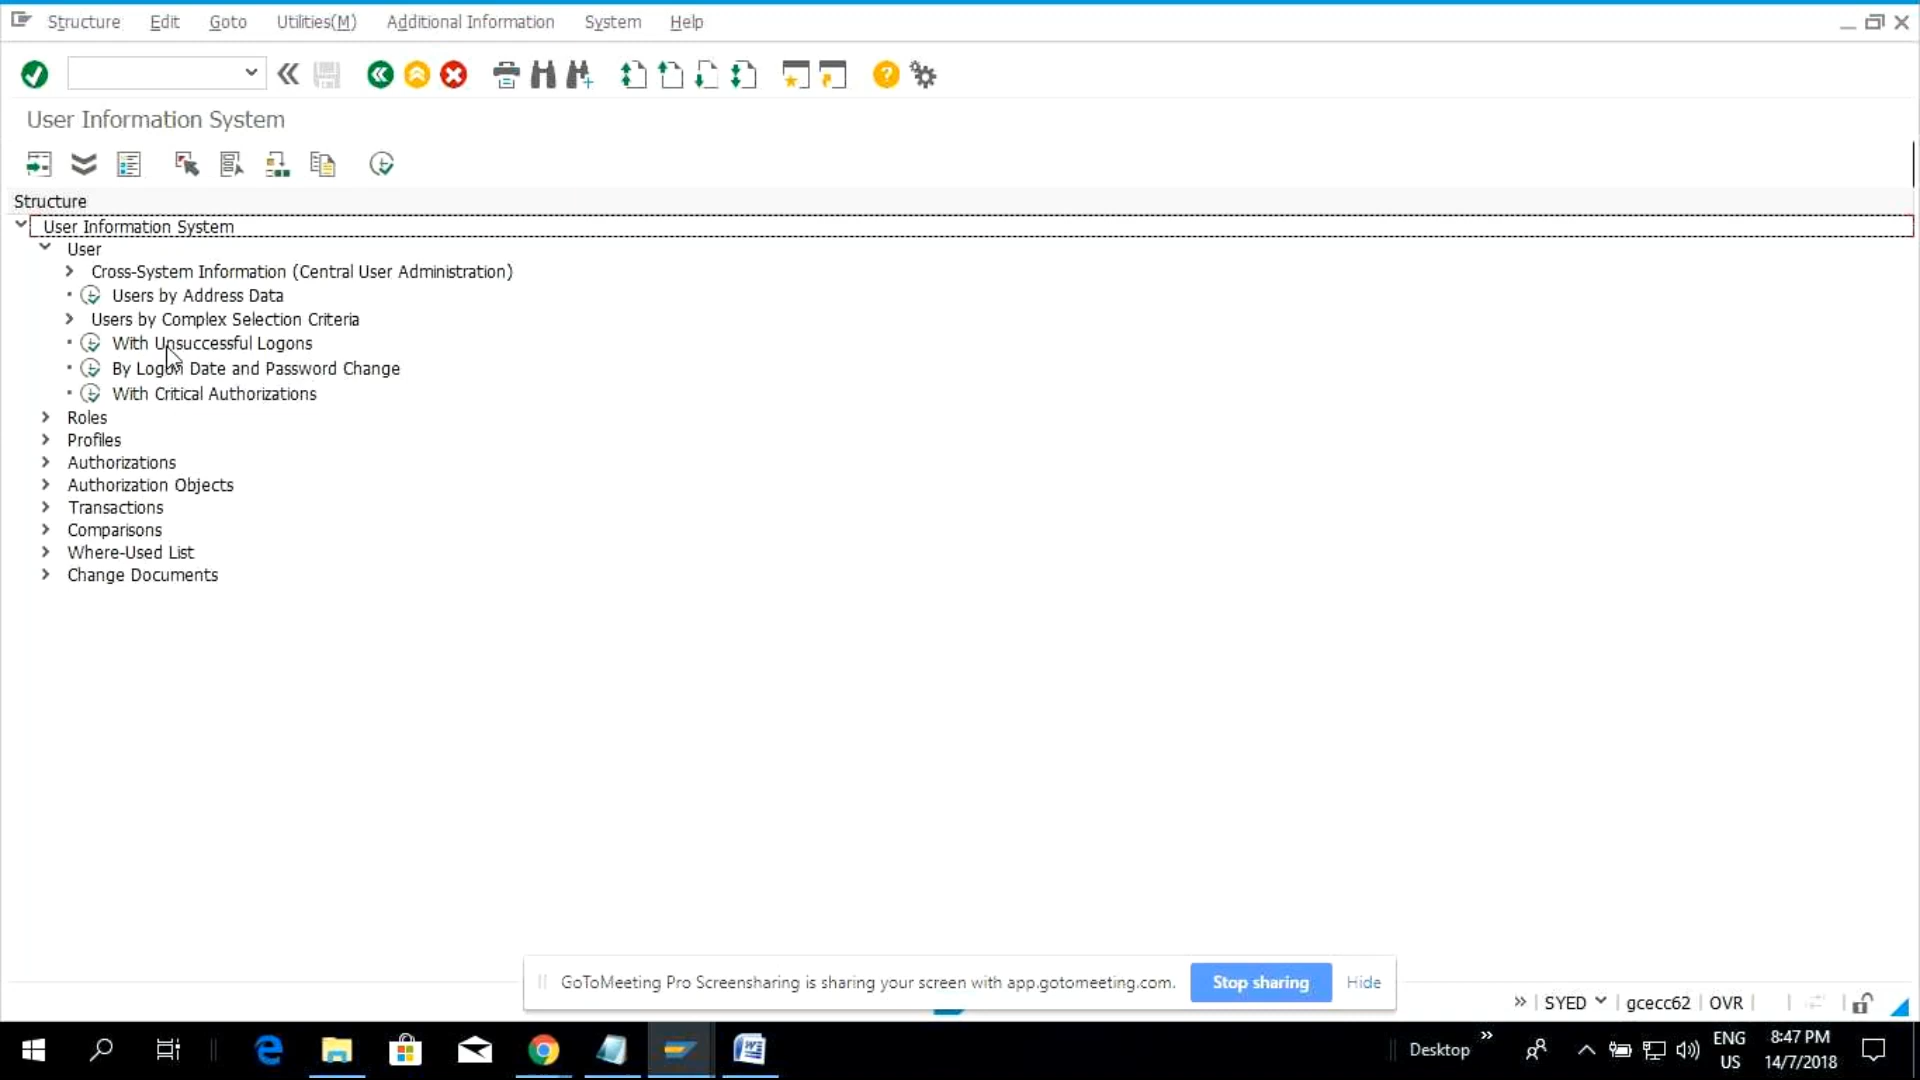 Structure Edit Goto Utilities(M) Additional Information System Help
User Information System
Structure
User Information System
User
Cross-System Information (Central User Administration)
Users by Address Data
Users by Complex Selection Criteria
With Unsuccessful Logons
By Logon Date and Password Change
With Critical Authorizations
Roles
Profiles
Authorizations
Authorization Objects
Transactions
Comparisons
Where-Used List
Change Documents
GoToMeeting Pro Screensharing is sharing your screen with app.gotomeeting.com. Stop sharing Hide
SYED gcecc62 OVR
Desktop ENG 8:47 PM
US 14/7/2018